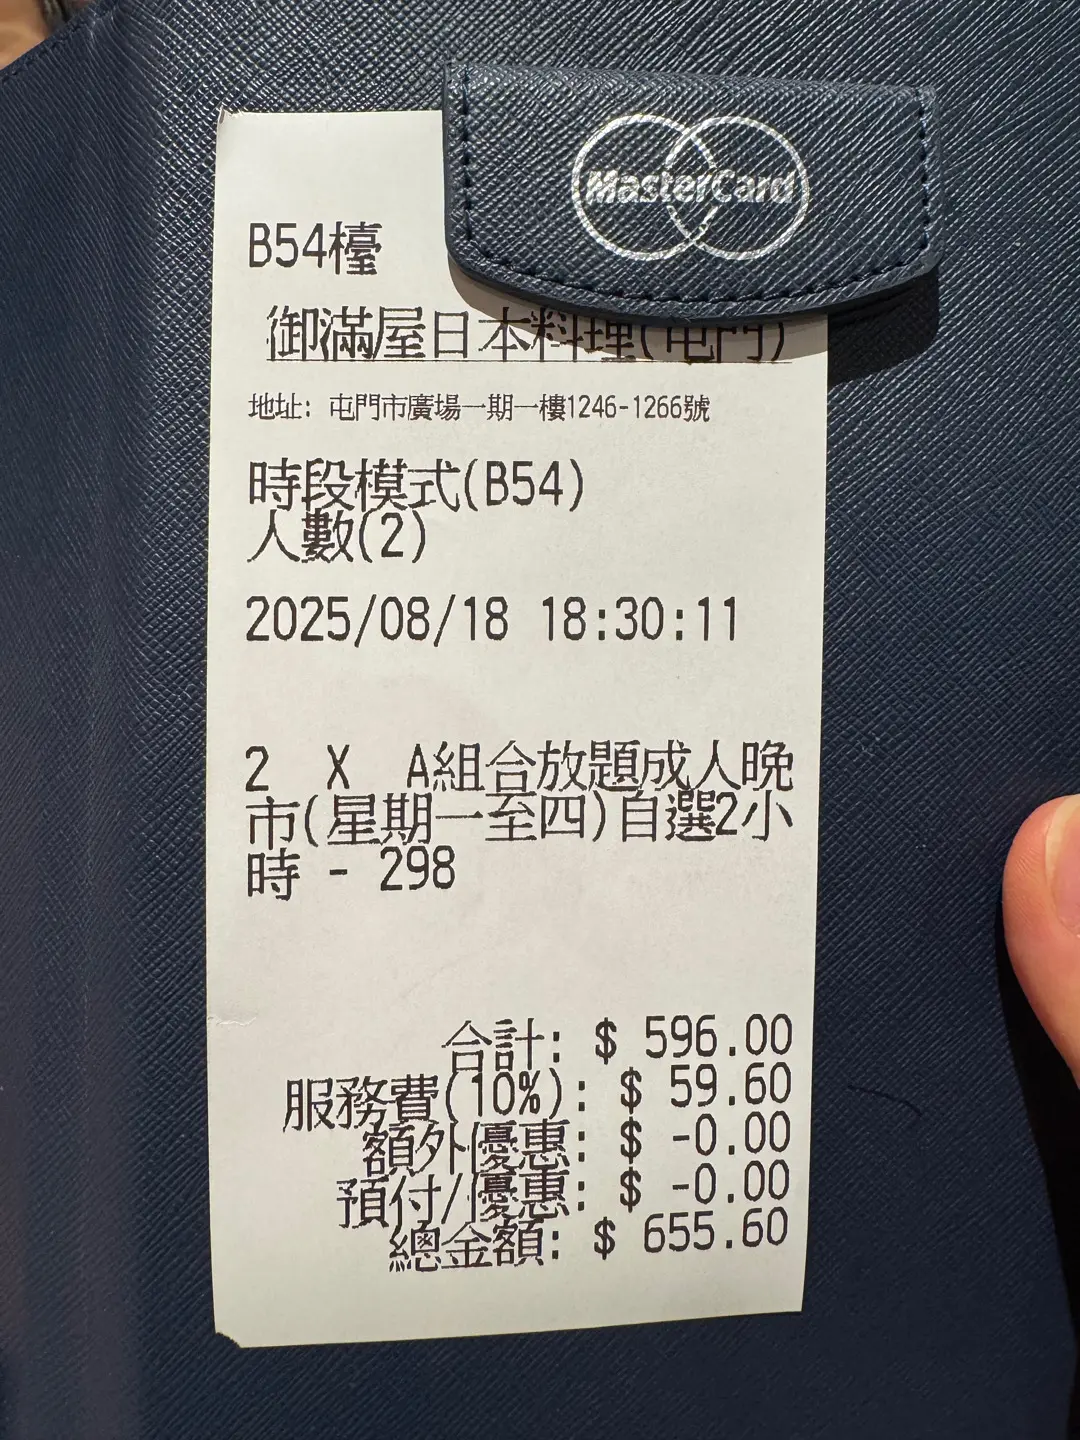 MasterCard
B54檯
御滿屋日本料理(屯門)
地址: 屯門市廣場一期一樓1246-1266號
時段模式(B54)
人數(2)
2025/08/18 18:30:11
2 X A組合放題成人晚
市(星期一至四)自選2小
時 - 298
合計: $ 596.00
服務費(10%): $ 59.60
額外優惠: $ -0.00
預付/優惠: $ -0.00
總金額: $ 655.60